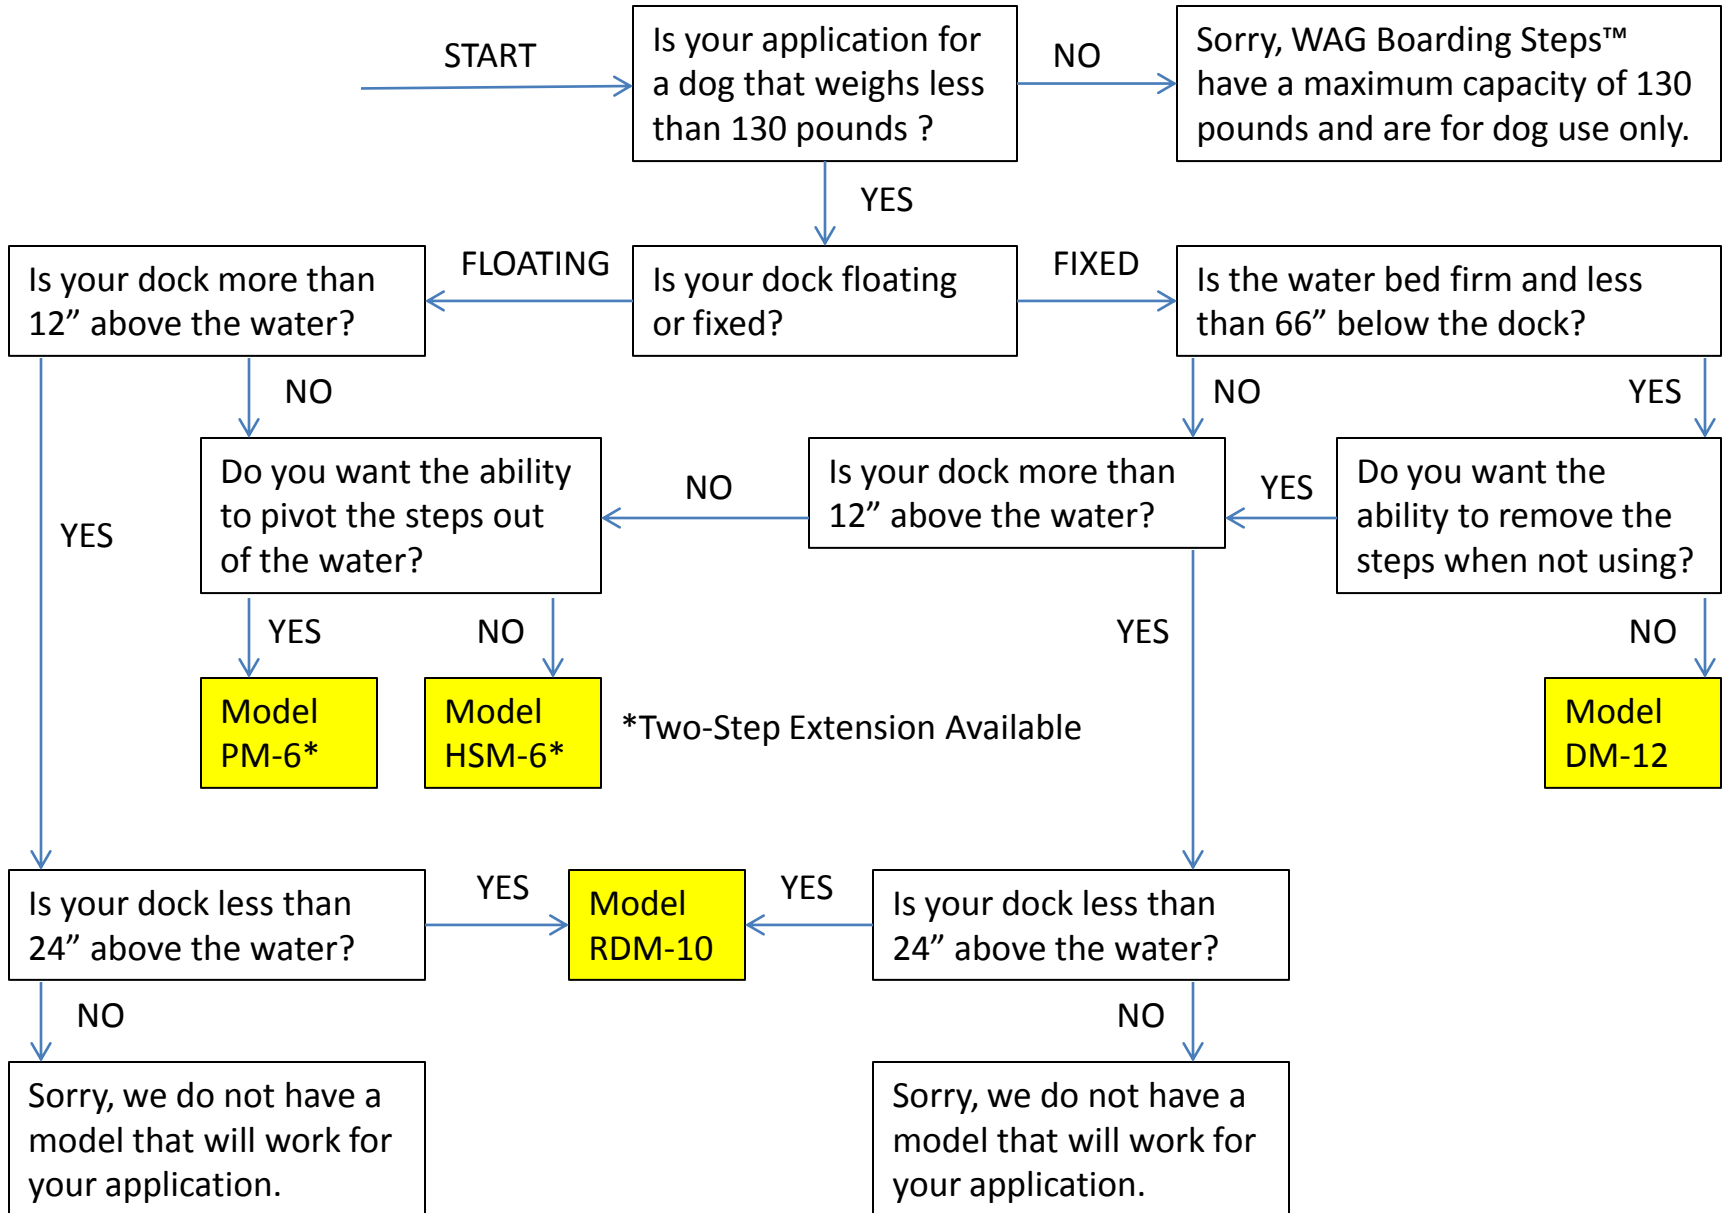 START
Is your application for
a dog that weighs less
than 130 pounds ?
NO
Sorry, WAG Boarding Steps™
have a maximum capacity of 130
pounds and are for dog use only.
YES
Is your dock more than
12” above the water?
FLOATING
Is your dock floating
or fixed?
FIXED
Is the water bed firm and less
than 66” below the dock?
NO
NO
YES
YES
Do you want the ability
to pivot the steps out
of the water?
NO
Is your dock more than
12” above the water?
YES
Do you want the
ability to remove the
steps when not using?
YES
NO
YES
NO
Model
PM-6*
Model
HSM-6*
*Two-Step Extension Available
Model
DM-12
Is your dock less than
24” above the water?
YES
Model
RDM-10
YES
Is your dock less than
24” above the water?
NO
NO
Sorry, we do not have a
model that will work for
your application.
Sorry, we do not have a
model that will work for
your application.